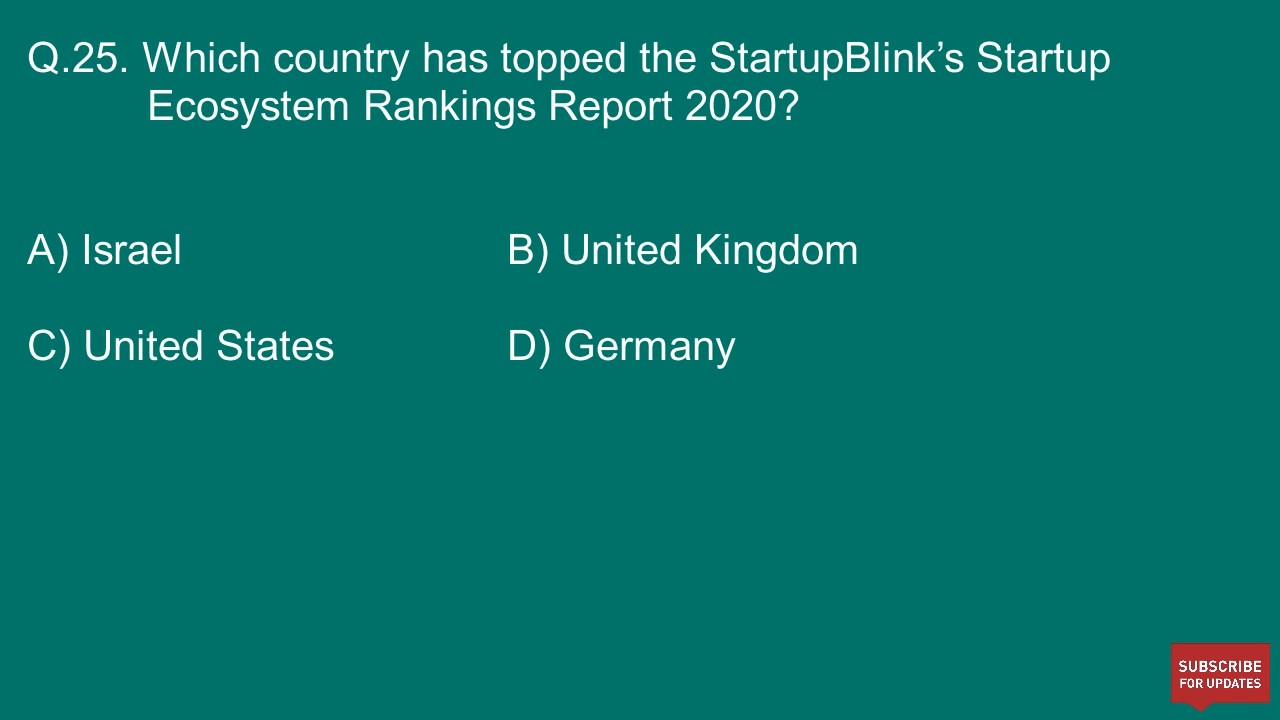 Q.25. Which country has topped the StartupBlink’s Startup
Ecosystem Rankings Report 2020?
A) Israel B) United Kingdom
C) United States D) Germany
SUBSCRIBE
FOR UPDATES